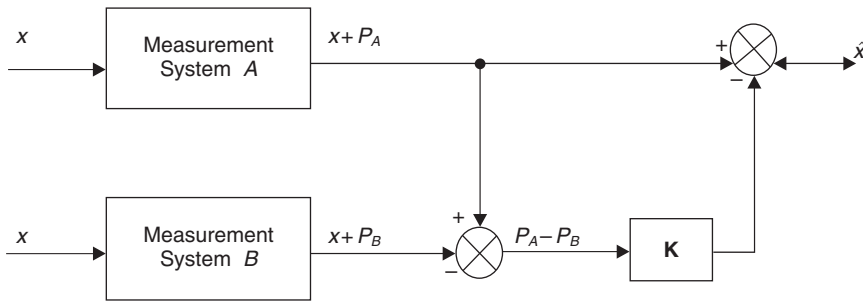 x
Measurement
System A
x + P_A
+
−
x̂
x
Measurement
System B
x + P_B
+
−
P_A − P_B
K